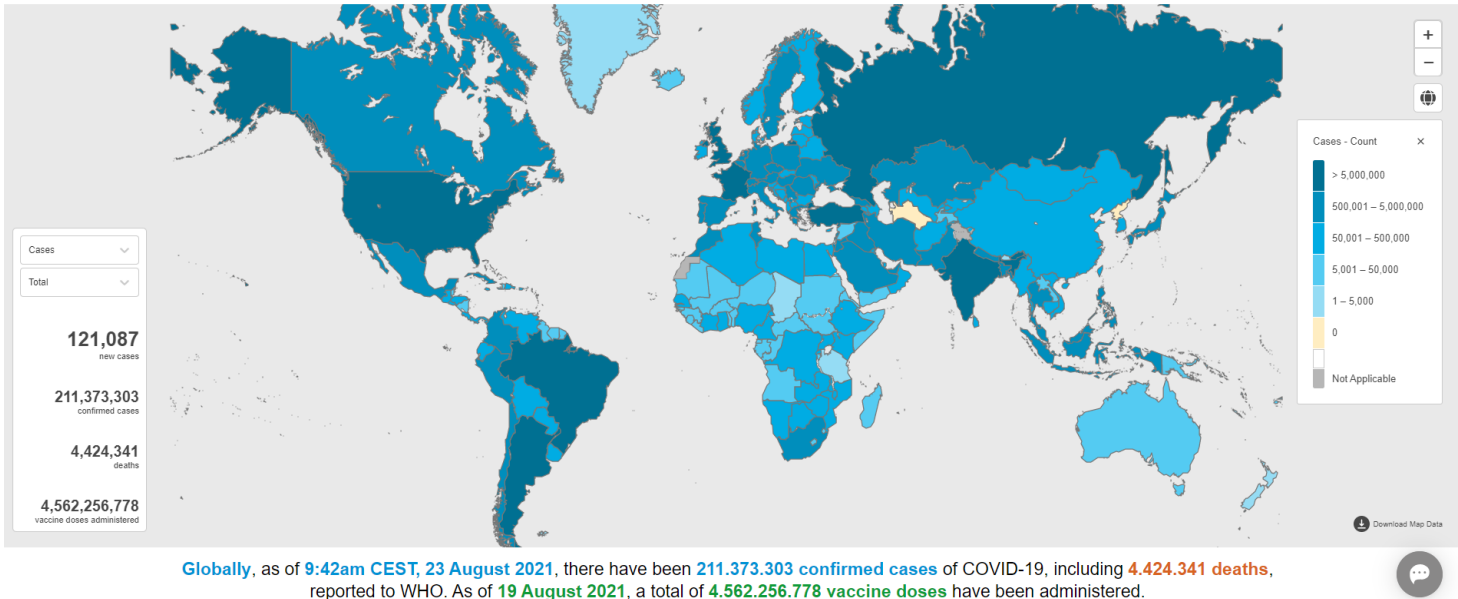 +
−
Cases - Count
×
> 5,000,000
500,001 – 5,000,000
50,001 – 500,000
5,001 – 50,000
1 – 5,000
0
Not Applicable
Cases
Total
121,087
new cases
211,373,303
confirmed cases
4,424,341
deaths
4,562,256,778
vaccine doses administered
Download Map Data
Globally, as of 9:42am CEST, 23 August 2021, there have been 211.373.303 confirmed cases of COVID-19, including 4.424.341 deaths,
reported to WHO. As of 19 August 2021, a total of 4.562.256.778 vaccine doses have been administered.